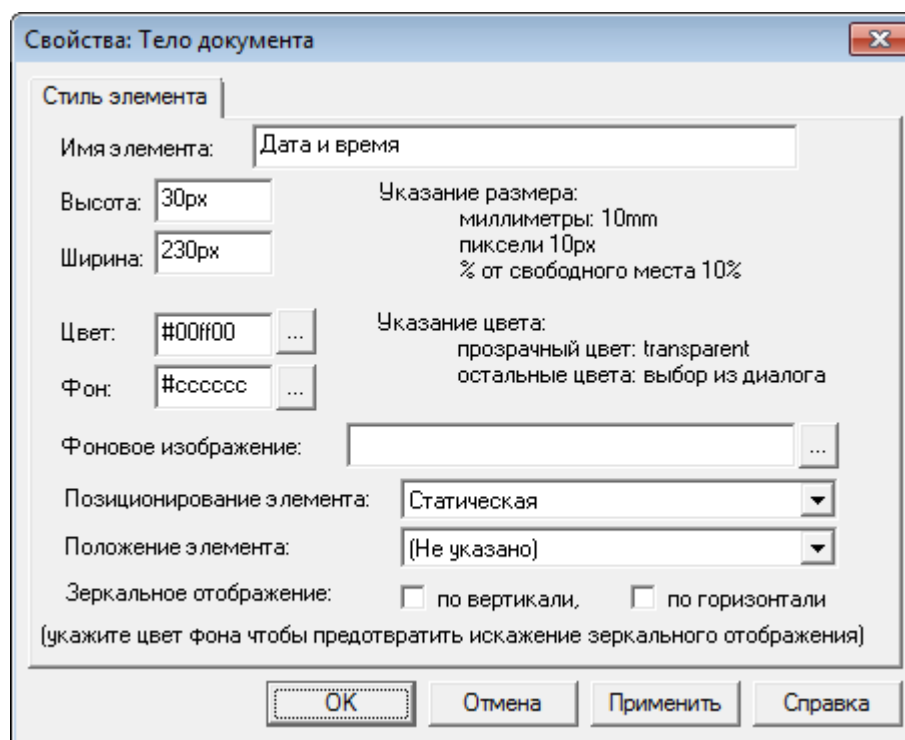 Свойства: Тело документа
Стиль элемента
Имя элемента: Дата и время
Высота: 30px
Указание размера:
миллиметры: 10mm
Ширина: 230px
пиксели 10px
% от свободного места 10%
Цвет: #00ff00 ...
Указание цвета:
прозрачный цвет: transparent
Фон: #cccccc ...
остальные цвета: выбор из диалога
Фоновое изображение: ...
Позиционирование элемента: Статическая
Положение элемента: (Не указано)
Зеркальное отображение: по вертикали, по горизонтали
(укажите цвет фона чтобы предотвратить искажение зеркального отображения)
OK Отмена Применить Справка